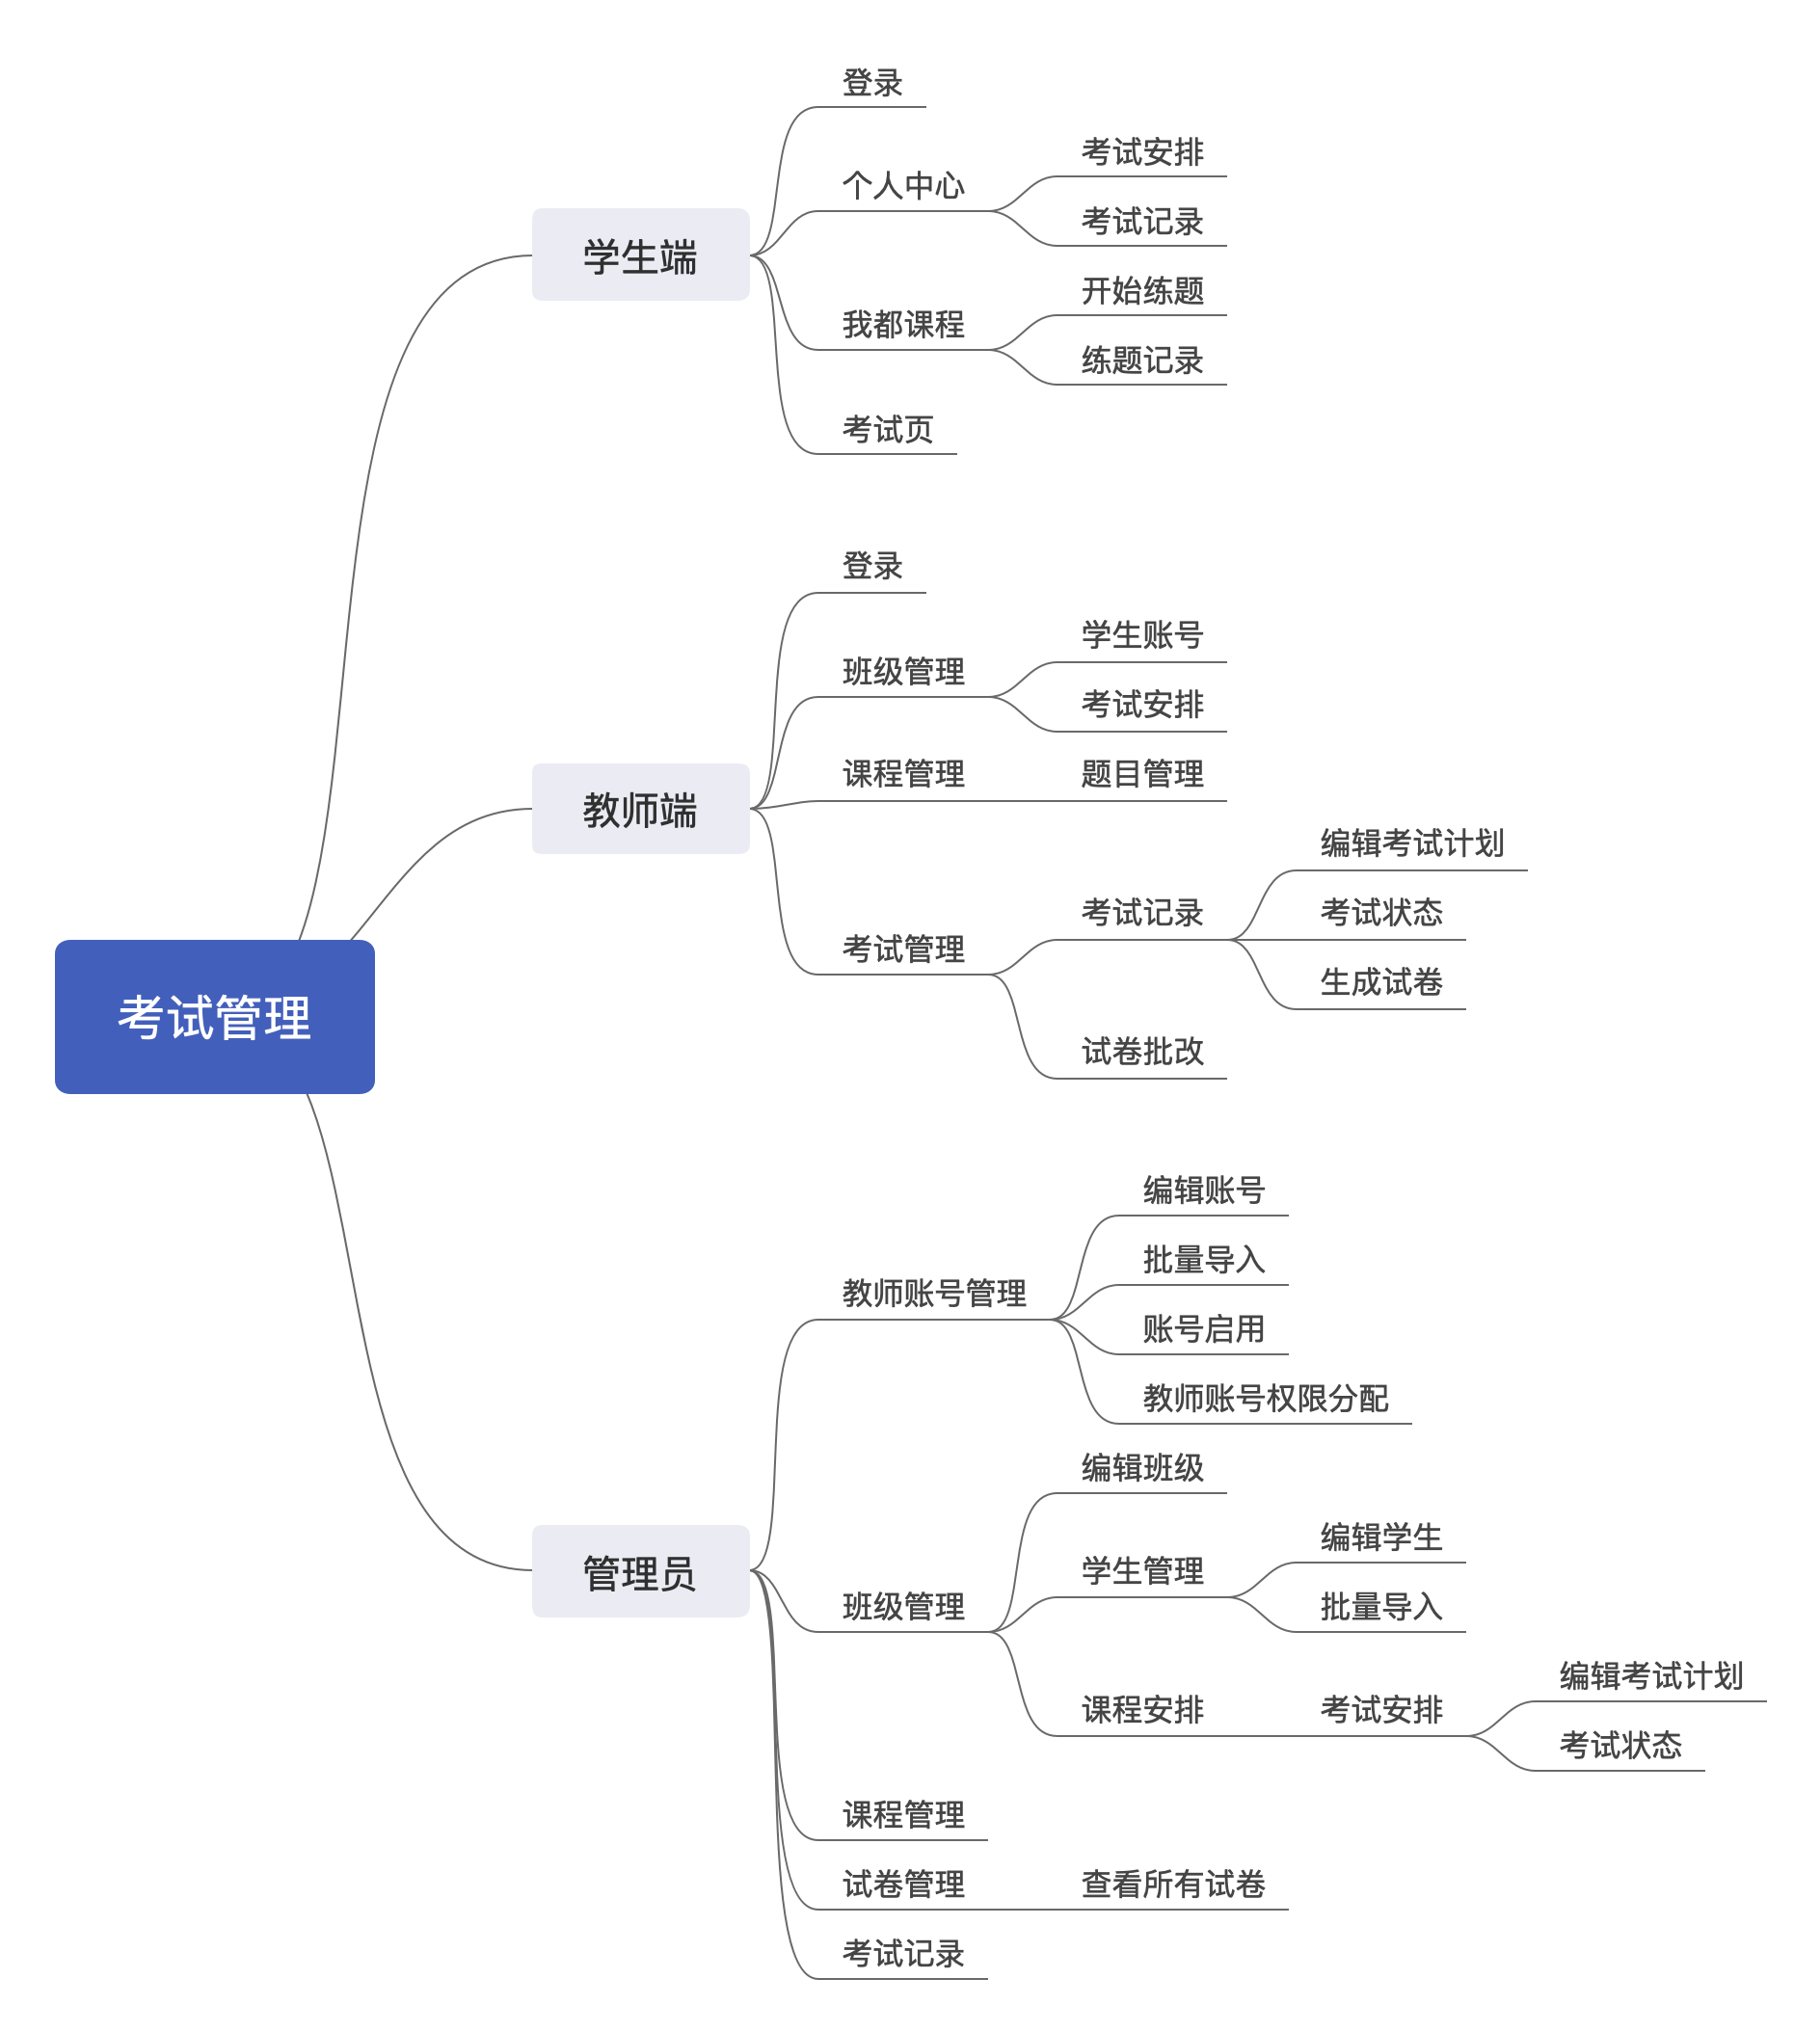 考试管理
学生端
登录
个人中心
考试安排
考试记录
我都课程
开始练题
练题记录
考试页
教师端
登录
班级管理
学生账号
考试安排
课程管理
题目管理
考试管理
考试记录
编辑考试计划
考试状态
生成试卷
试卷批改
管理员
教师账号管理
编辑账号
批量导入
账号启用
教师账号权限分配
班级管理
编辑班级
学生管理
编辑学生
批量导入
课程安排
考试安排
编辑考试计划
考试状态
课程管理
试卷管理
查看所有试卷
考试记录